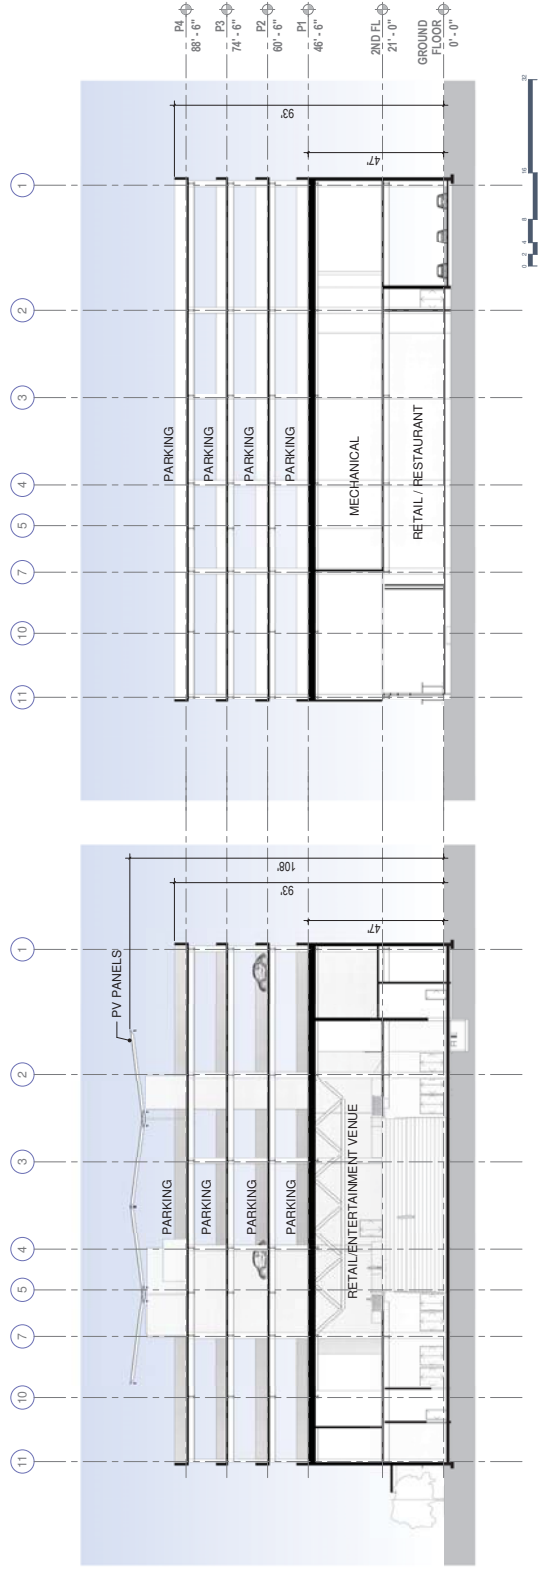 P4
88' - 6"
P3
74' - 6"
P2
60' - 6"
P1
46' - 6"
2ND FL
21' - 0"
GROUND
FLOOR
0' - 0"
11
10
7
5
4
3
2
1
PV PANELS
PARKING
PARKING
PARKING
PARKING
RETAIL/ENTERTAINMENT VENUE
47'
93'
108'
11
10
7
5
4
3
2
1
PARKING
PARKING
PARKING
PARKING
MECHANICAL
RETAIL / RESTAURANT
47'
93'
0 2 4 8 16 32